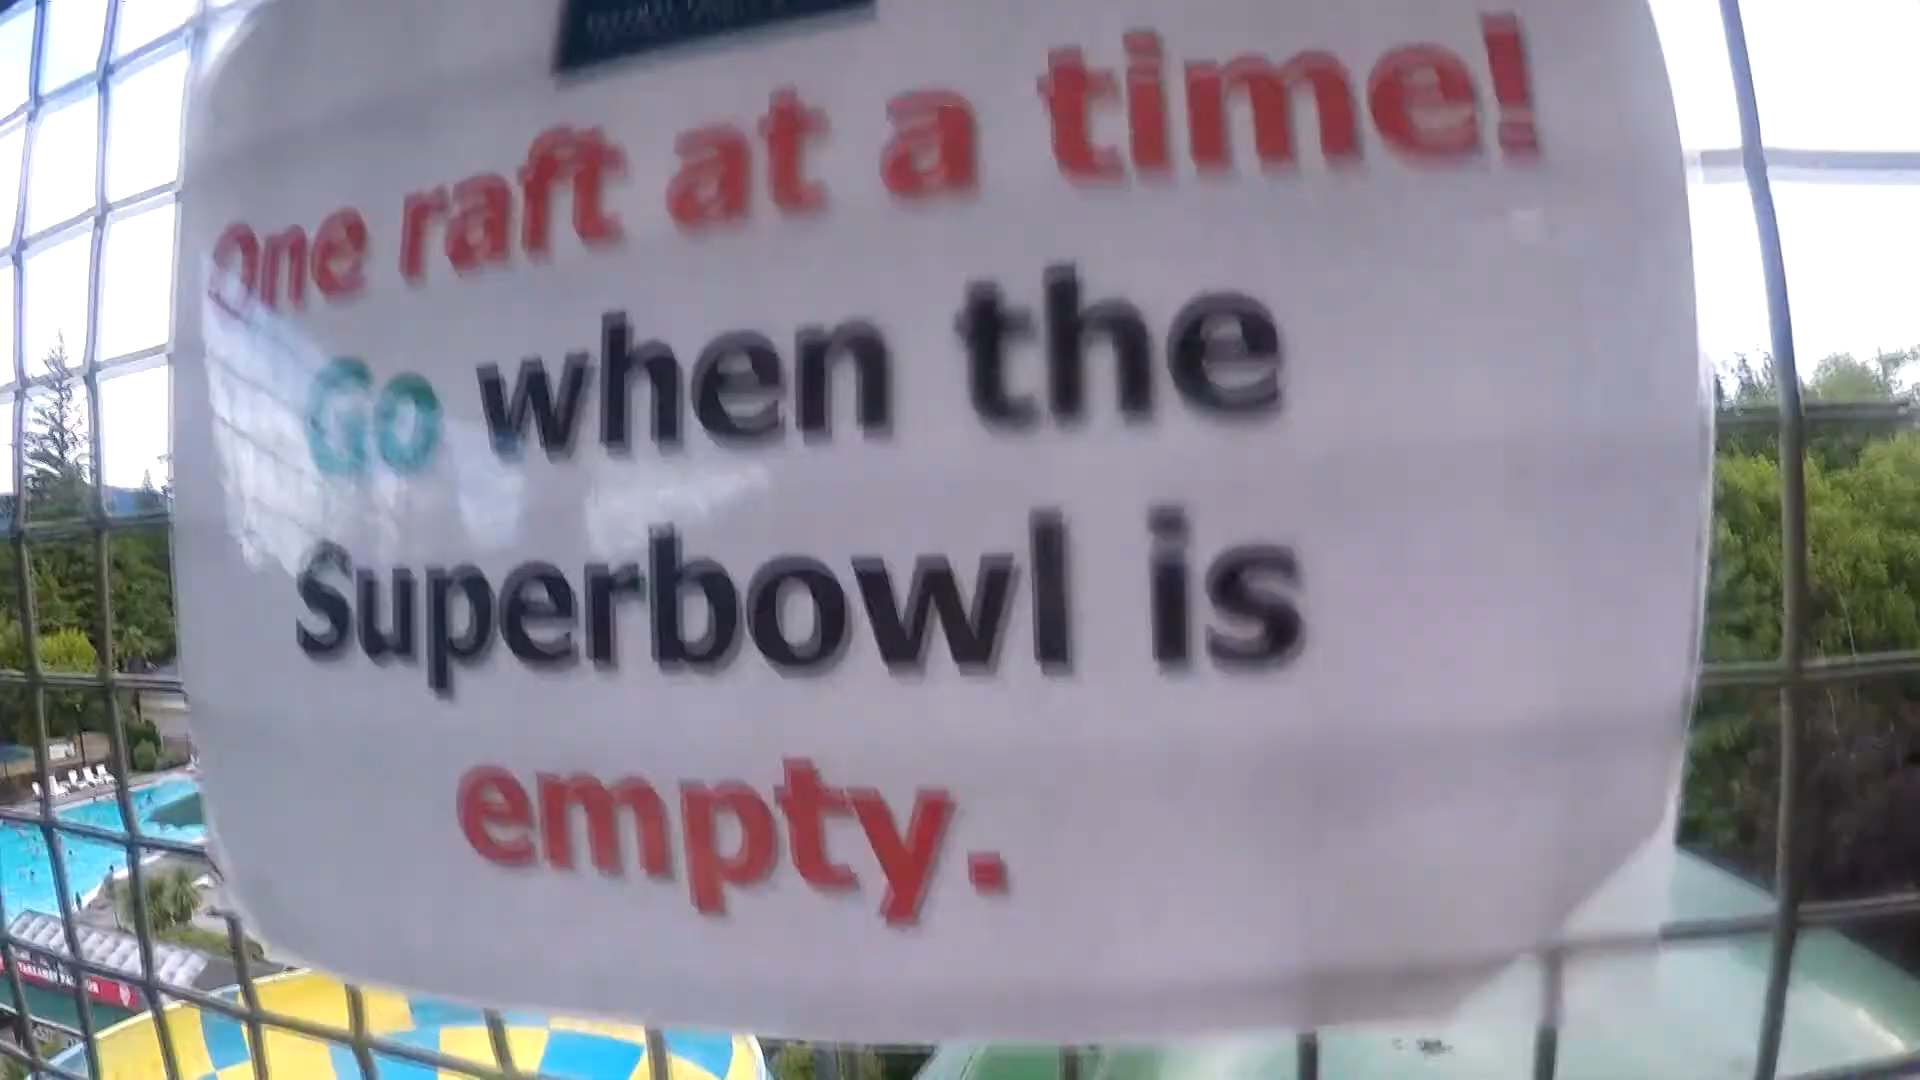 One raft at a time!
Go when the
Superbowl is
empty.